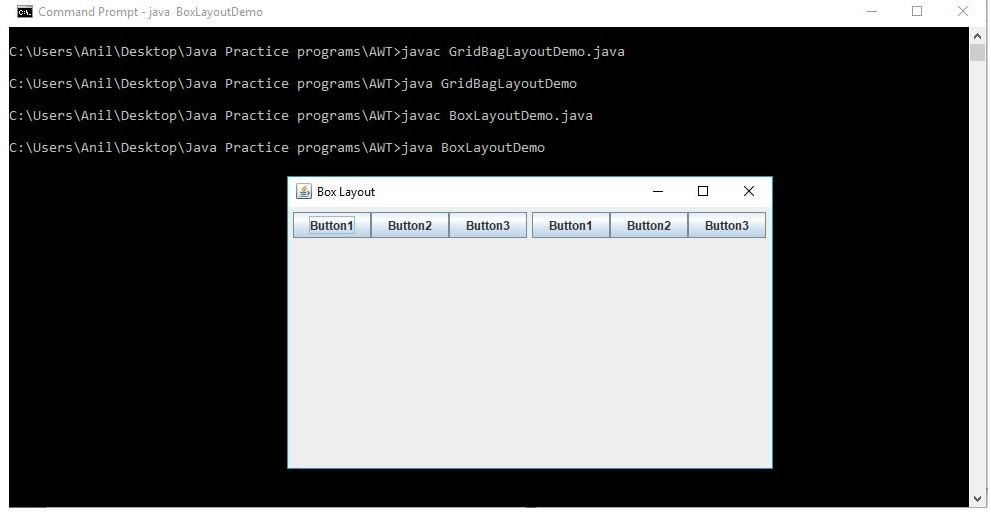 Command Prompt - java  BoxLayoutDemo
C:\Users\Anil\Desktop\Java Practice programs\AWT>javac GridBagLayoutDemo.java
C:\Users\Anil\Desktop\Java Practice programs\AWT>java GridBagLayoutDemo
C:\Users\Anil\Desktop\Java Practice programs\AWT>javac BoxLayoutDemo.java
C:\Users\Anil\Desktop\Java Practice programs\AWT>java BoxLayoutDemo
Box Layout
Button1 Button2 Button3 Button1 Button2 Button3